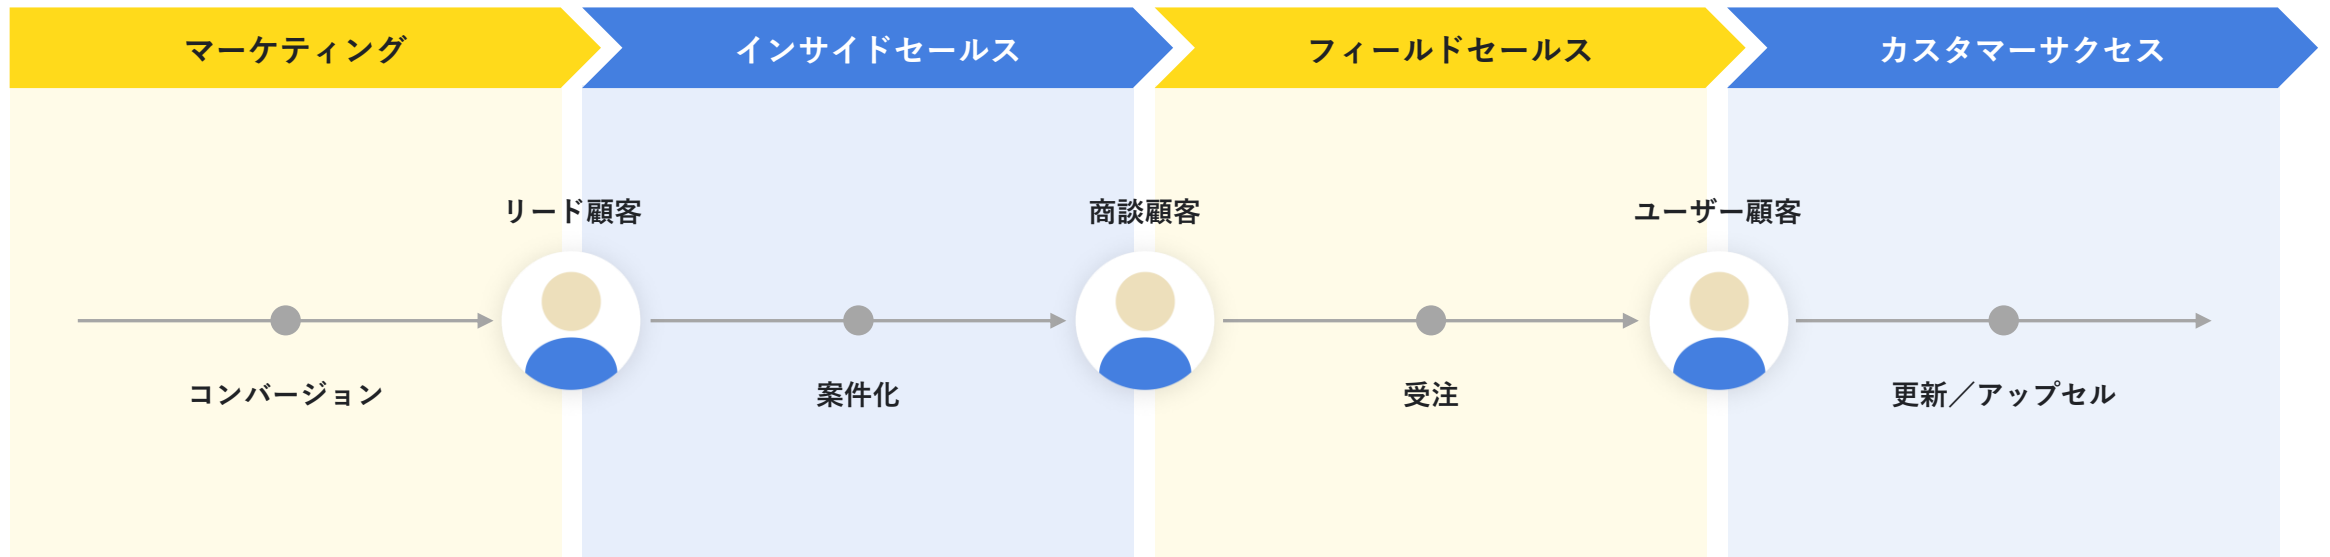 マーケティング
インサイドセールス
フィールドセールス
カスタマーサクセス
リード顧客
商談顧客
ユーザー顧客
コンバージョン
案件化
受注
更新／アップセル